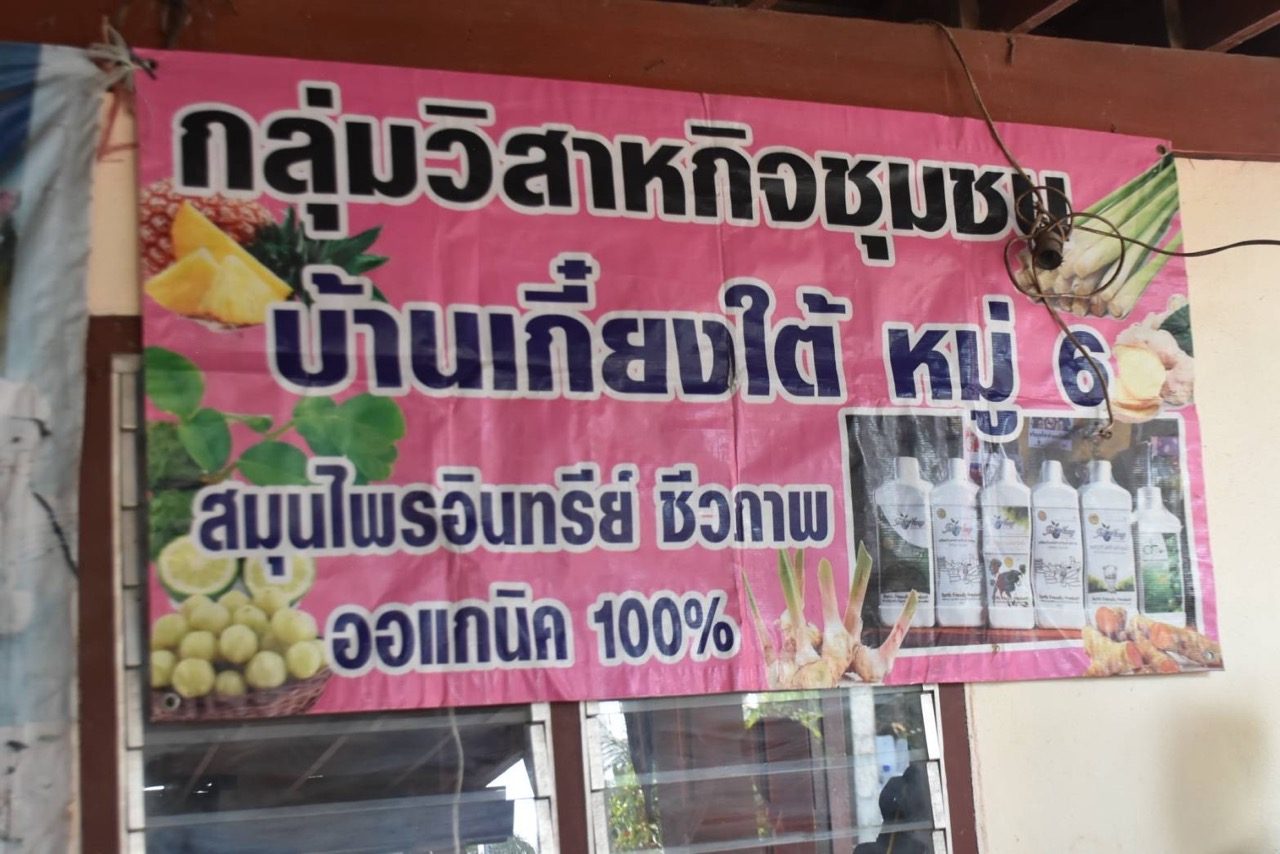 กลุ่มวิสาหกิจชุมชน
บ้านเกี๋ยงใต้ หมู่ 6
สมุนไพรอินทรีย์ ชีวภาพ
ออแกนิค 100%